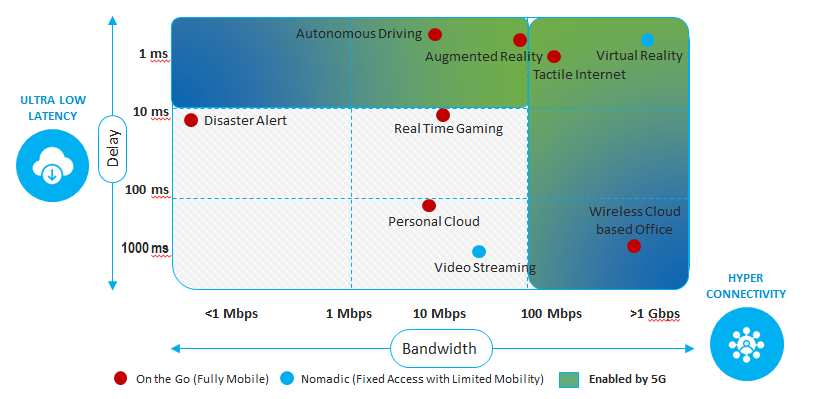 Autonomous Driving
1 ms
Augmented Reality
Virtual Reality
Tactile Internet
ULTRA LOW
LATENCY
10 ms
Disaster Alert
Real Time Gaming
Delay
100 ms
Personal Cloud
Wireless Cloud
based Office
1000 ms
Video Streaming
HYPER
CONNECTIVITY
<1 Mbps
1 Mbps
10 Mbps
100 Mbps
>1 Gbps
Bandwidth
On the Go (Fully Mobile)
Nomadic (Fixed Access with Limited Mobility)
Enabled by 5G